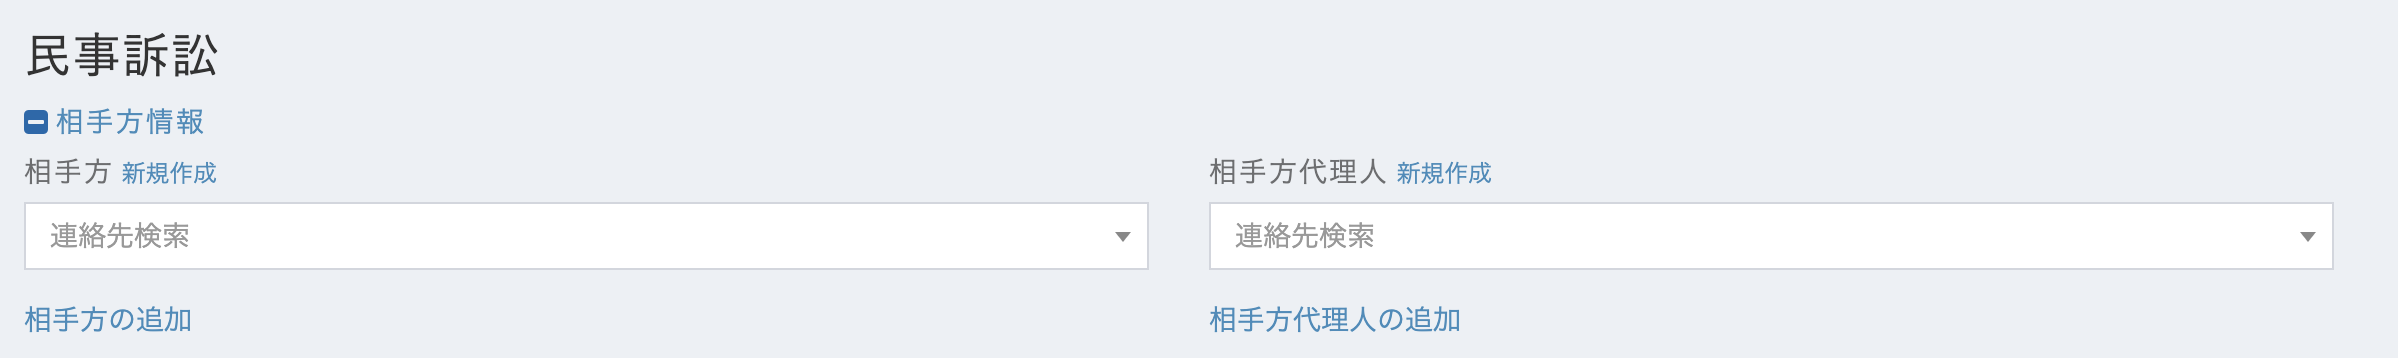 民事訴訟
相手方情報
相手方 新規作成
連絡先検索
相手方の追加
相手方代理人 新規作成
連絡先検索
相手方代理人の追加